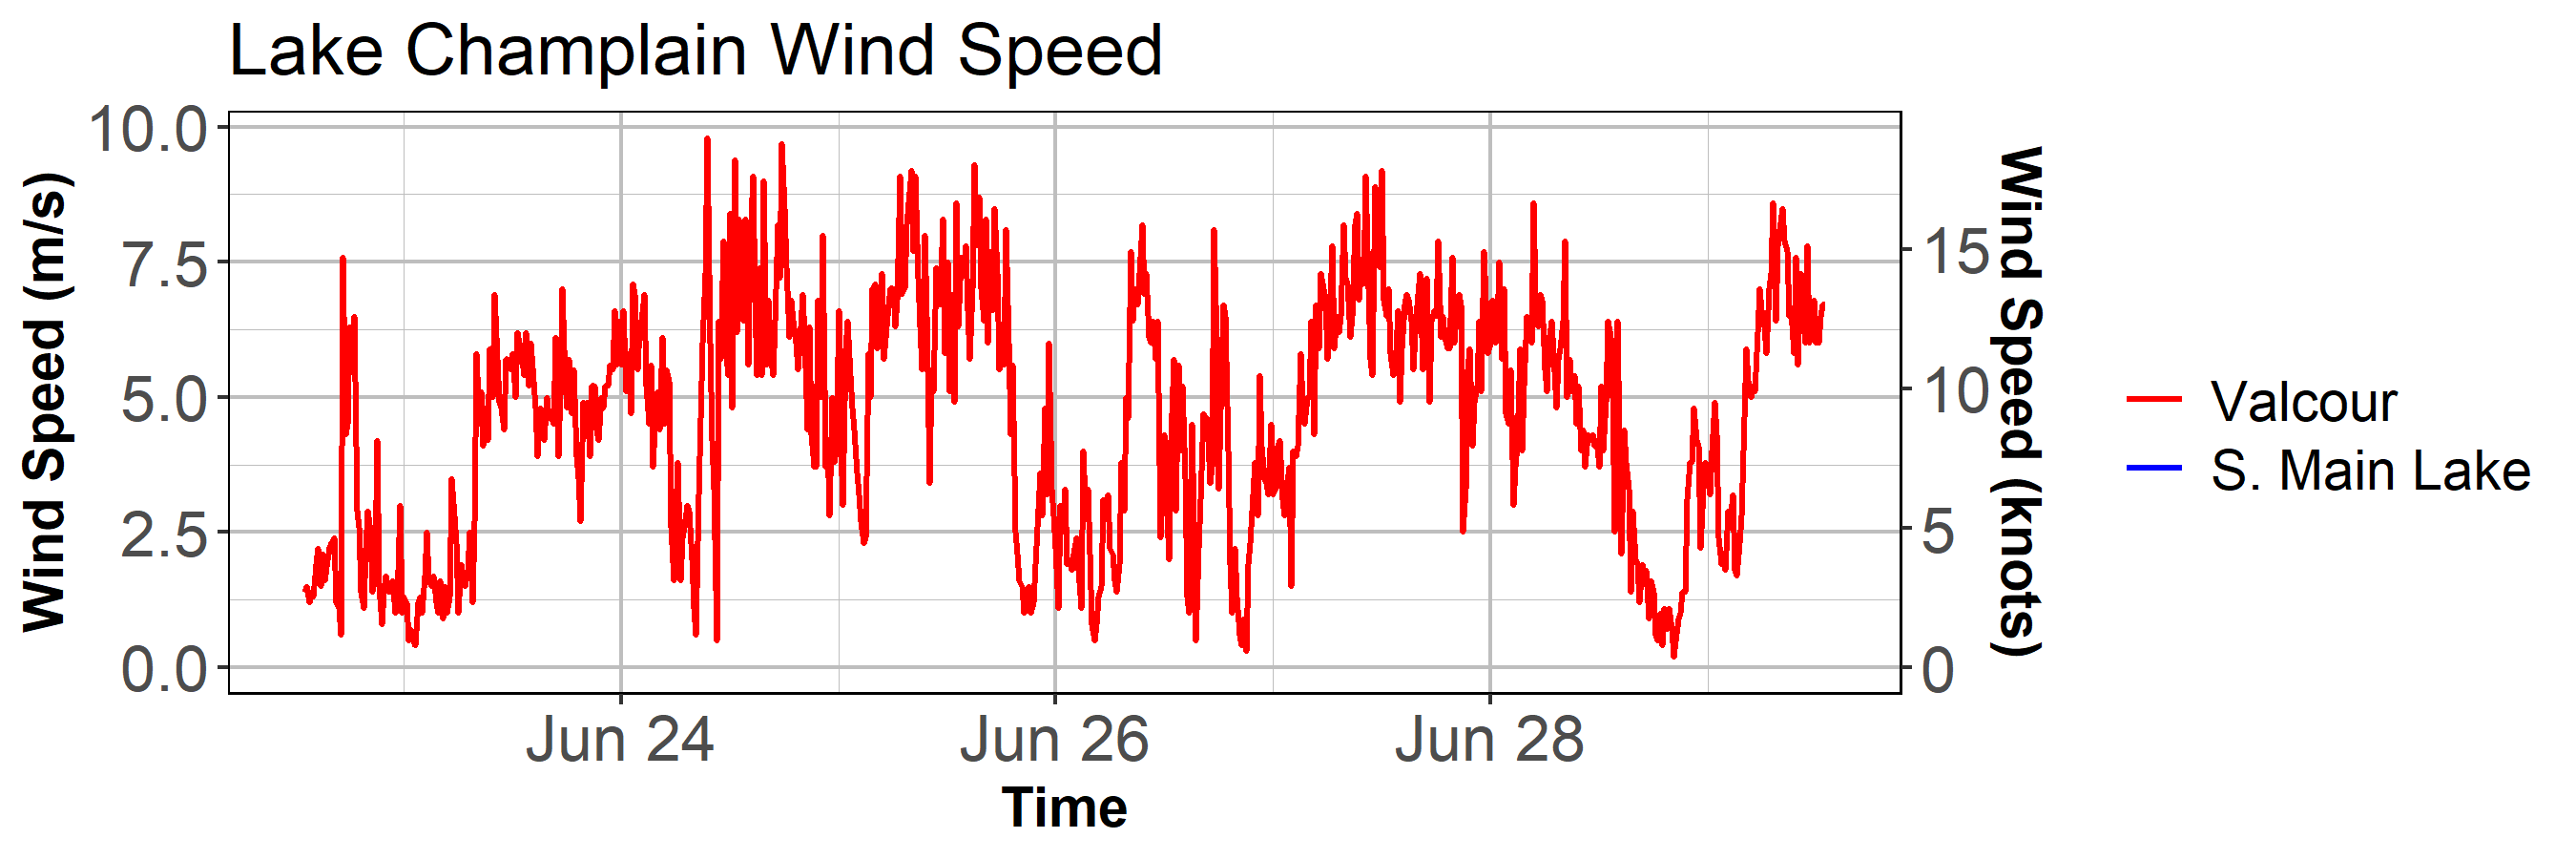 Lake Champlain Wind Speed
Wind Speed (m/s)
10.0
7.5
5.0
2.5
0.0
Jun 24
Jun 26
Jun 28
Time
15
10
5
0
Wind Speed (knots)
Valcour
S. Main Lake